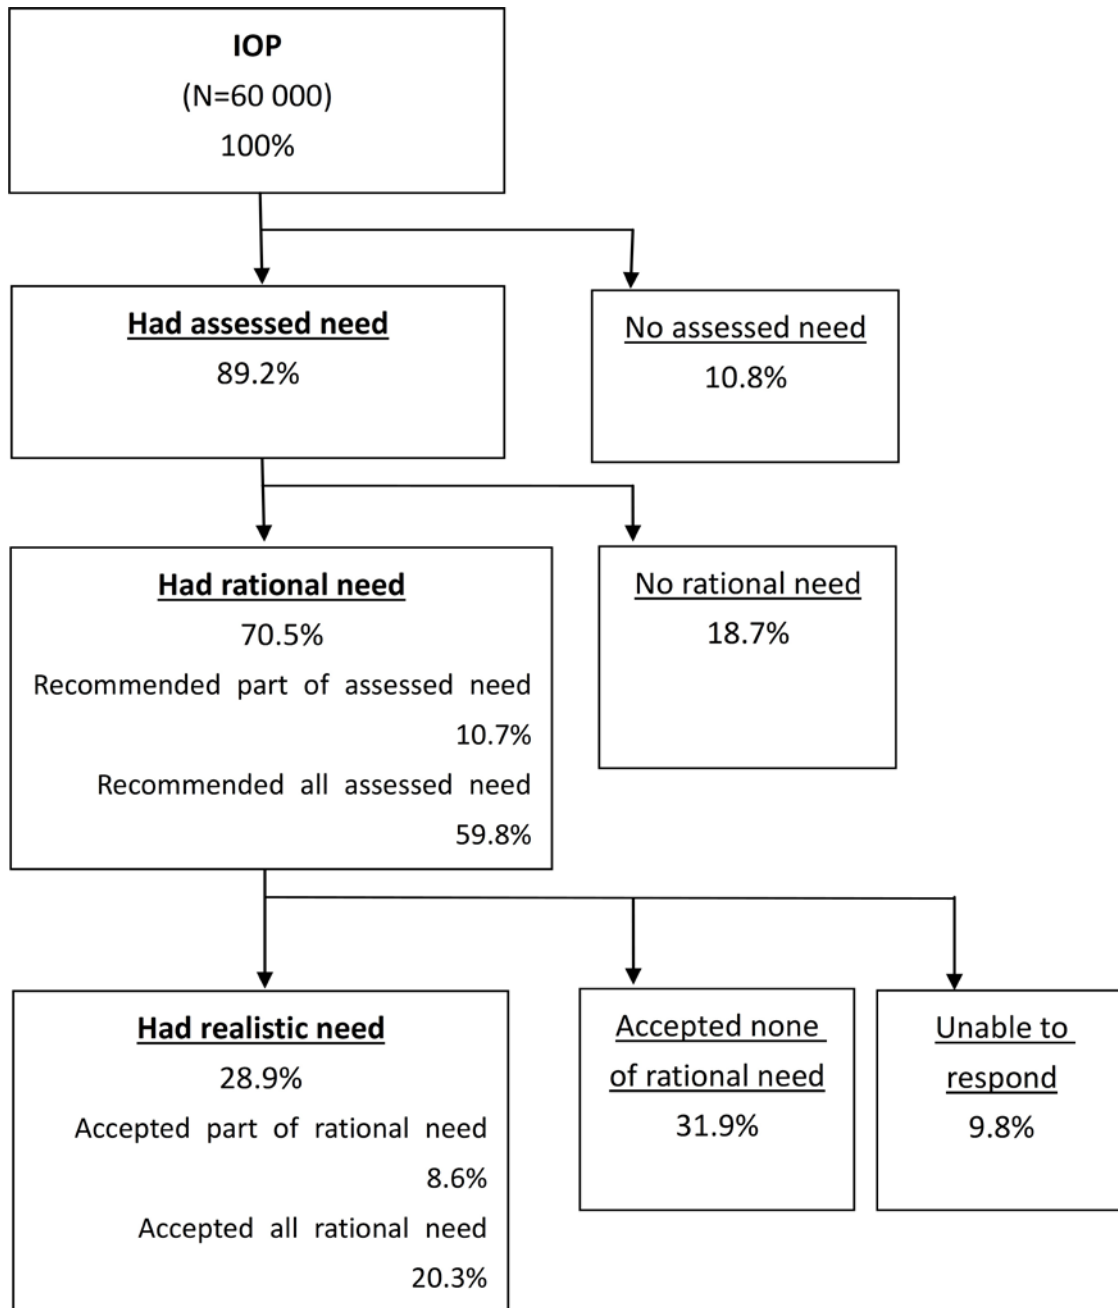 IOP
(N=60 000)
100%
Had assessed need
89.2%
No assessed need
10.8%
Had rational need
70.5%
Recommended part of assessed need
10.7%
Recommended all assessed need
59.8%
No rational need
18.7%
Had realistic need
28.9%
Accepted part of rational need
8.6%
Accepted all rational need
20.3%
Accepted none
of rational need
31.9%
Unable to
respond
9.8%